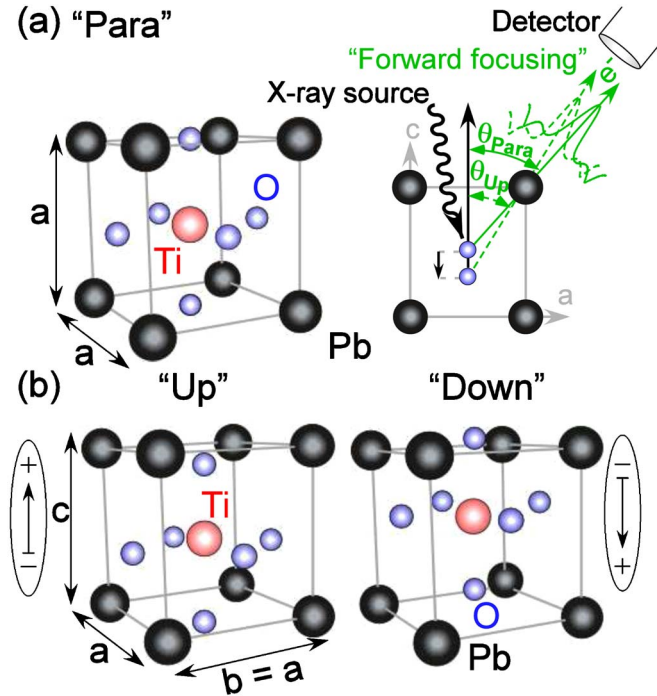 (a) “Para”
Detector
“Forward focusing”
e
X-ray source
θPara
θUp
c
a
a
O
Ti
a
Pb
(b) “Up”
“Down”
+
−
c
Ti
a
b = a
−
+
O
Pb